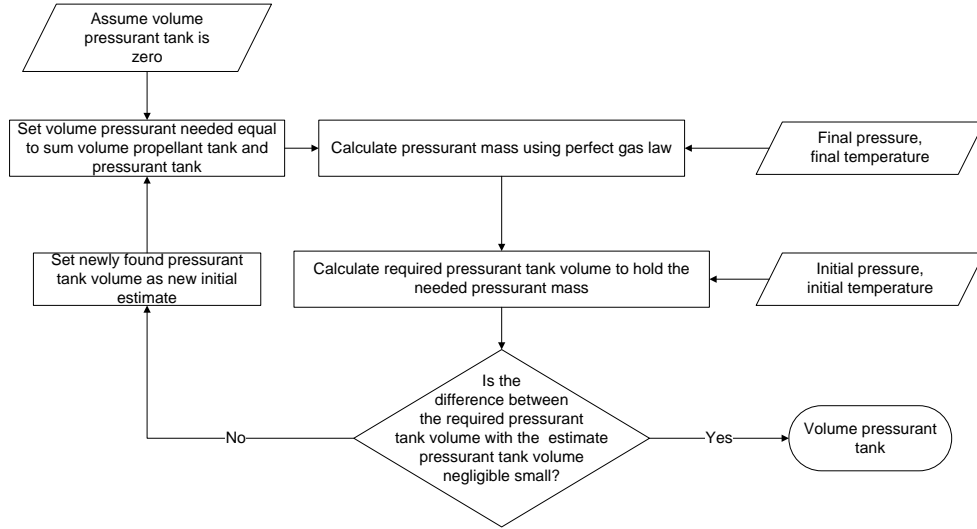 Assume volume
pressurant tank is
zero
Set volume pressurant needed equal
to sum volume propellant tank and
pressurant tank
Calculate pressurant mass using perfect gas law
Final pressure,
final temperature
Set newly found pressurant
tank volume as new initial
estimate
Calculate required pressurant tank volume to hold the
needed pressurant mass
Initial pressure,
initial temperature
Is the
difference between
the required pressurant
tank volume with the estimate
pressurant tank volume
negligible small?
No
Yes
Volume pressurant
tank